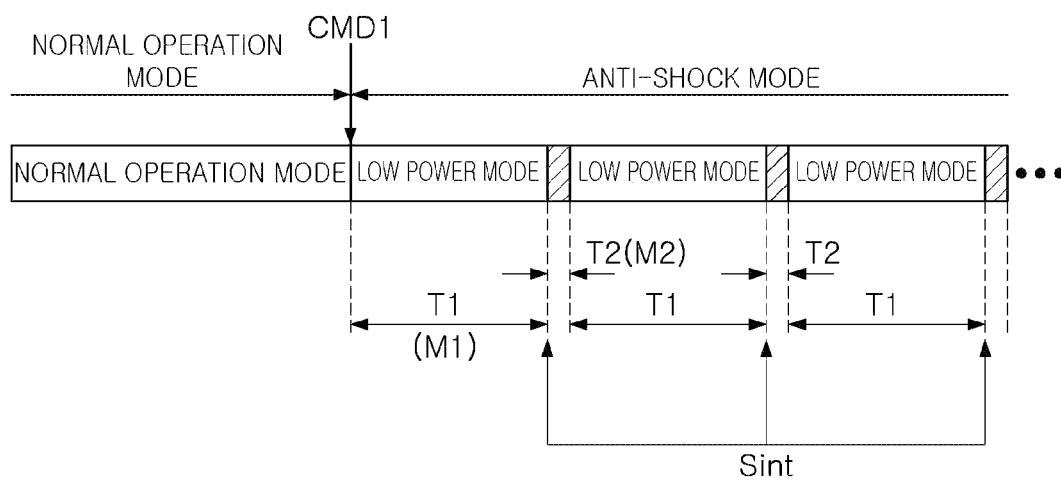 CMD1
NORMAL OPERATION
MODE
ANTI-SHOCK MODE
NORMAL OPERATION MODE
LOW POWER MODE
LOW POWER MODE
LOW POWER MODE
T2(M2)
T2
T1
(M1)
T1
T1
Sint